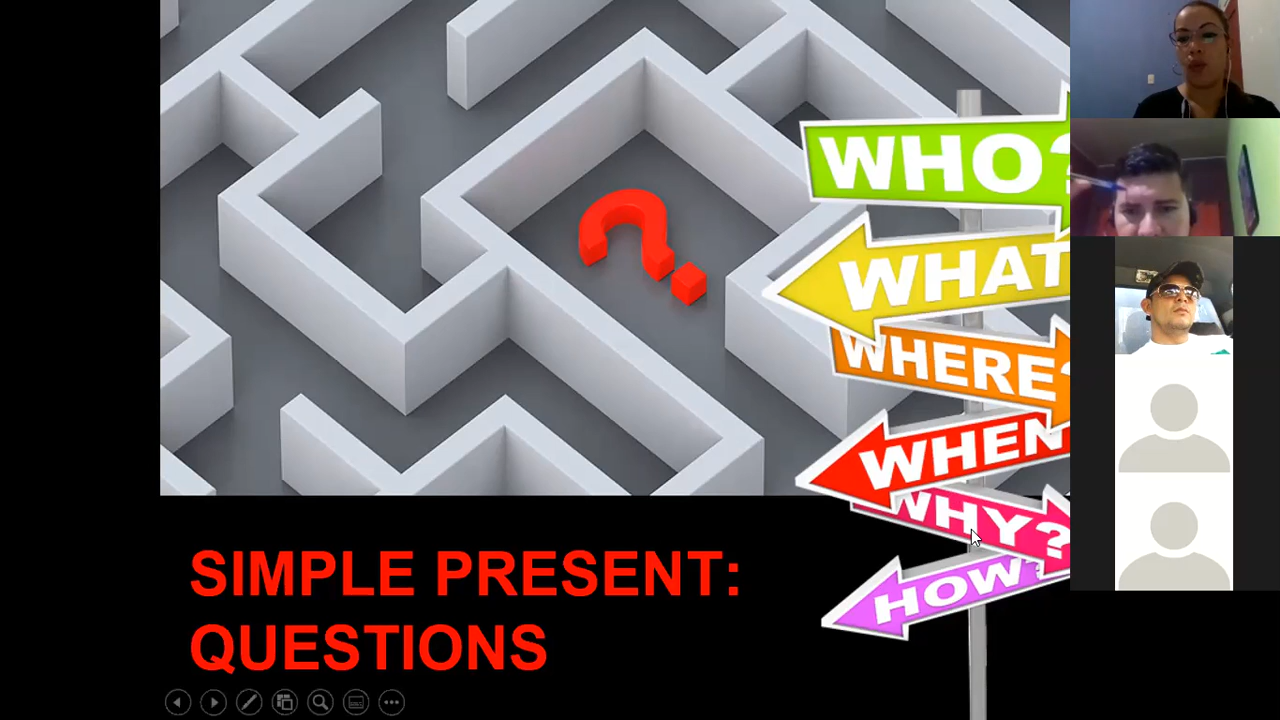 WHO?
WHAT
WHERE?
WHEN
WHY?
HOW?
SIMPLE PRESENT:
QUESTIONS